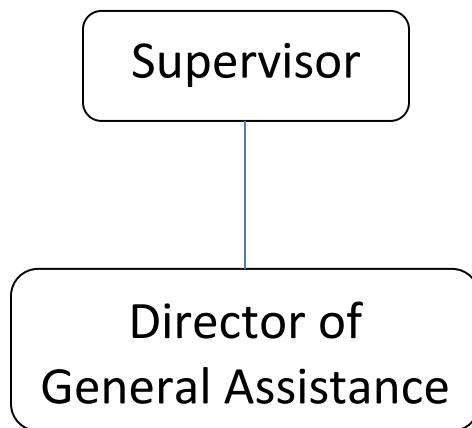 Supervisor
Director of
General Assistance